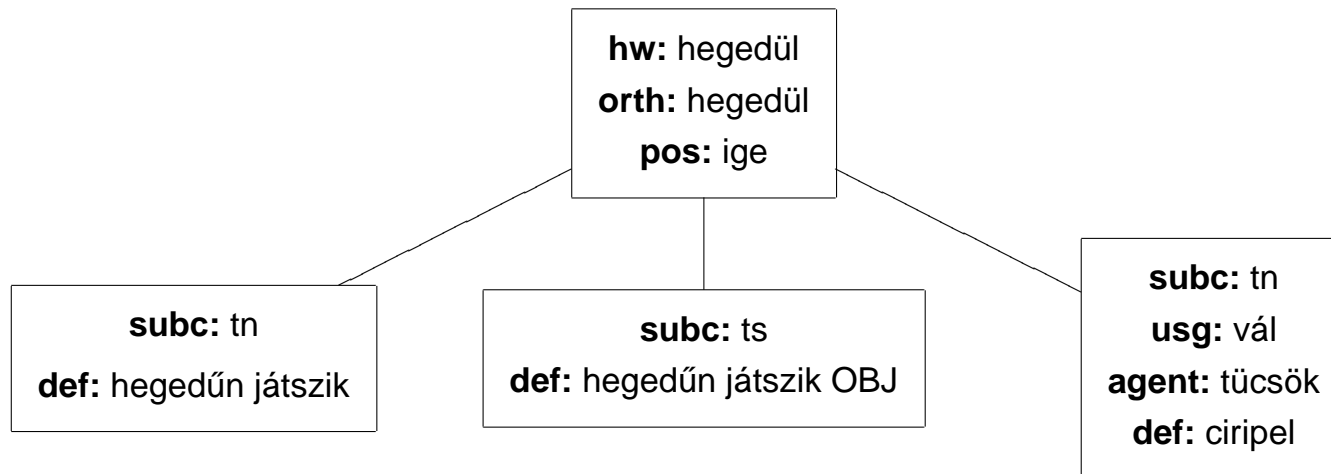 hw: hegedül
orth: hegedül
pos: ige
subc: tn
def: hegedűn játszik
subc: ts
def: hegedűn játszik OBJ
subc: tn
usg: vál
agent: tücsök
def: ciripel